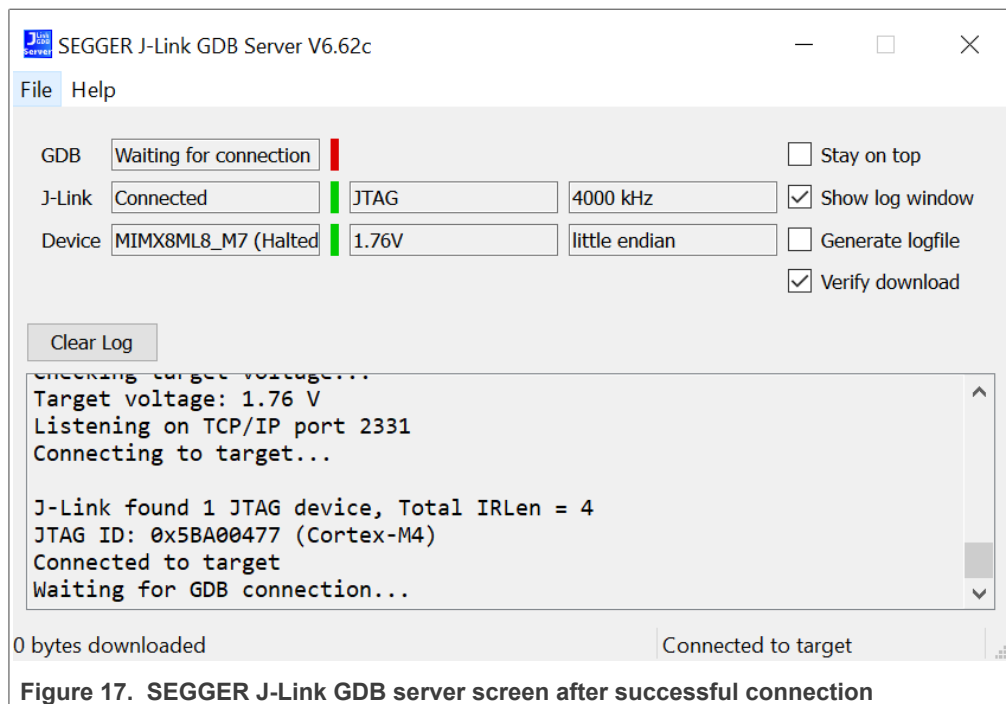 SEGGER J-Link GDB Server V6.62c
File Help
GDB Waiting for connection Stay on top
J-Link Connected JTAG 4000 kHz Show log window
Device MIMX8ML8_M7 (Halted 1.76V little endian Generate logfile
Verify download
Clear Log
Checking target voltage...
Target voltage: 1.76 V
Listening on TCP/IP port 2331
Connecting to target...
J-Link found 1 JTAG device, Total IRLen = 4
JTAG ID: 0x5BA00477 (Cortex-M4)
Connected to target
Waiting for GDB connection...
0 bytes downloaded Connected to target
Figure 17. SEGGER J-Link GDB server screen after successful connection